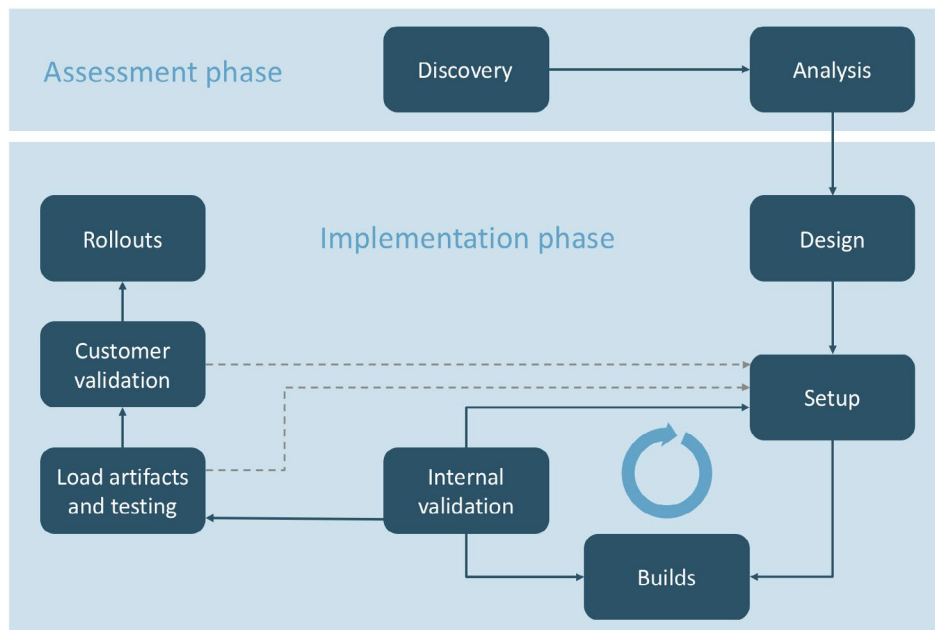 Assessment phase
Discovery
Analysis
Rollouts
Implementation phase
Design
Customer
validation
Setup
Load artifacts
and testing
Internal
validation
Builds